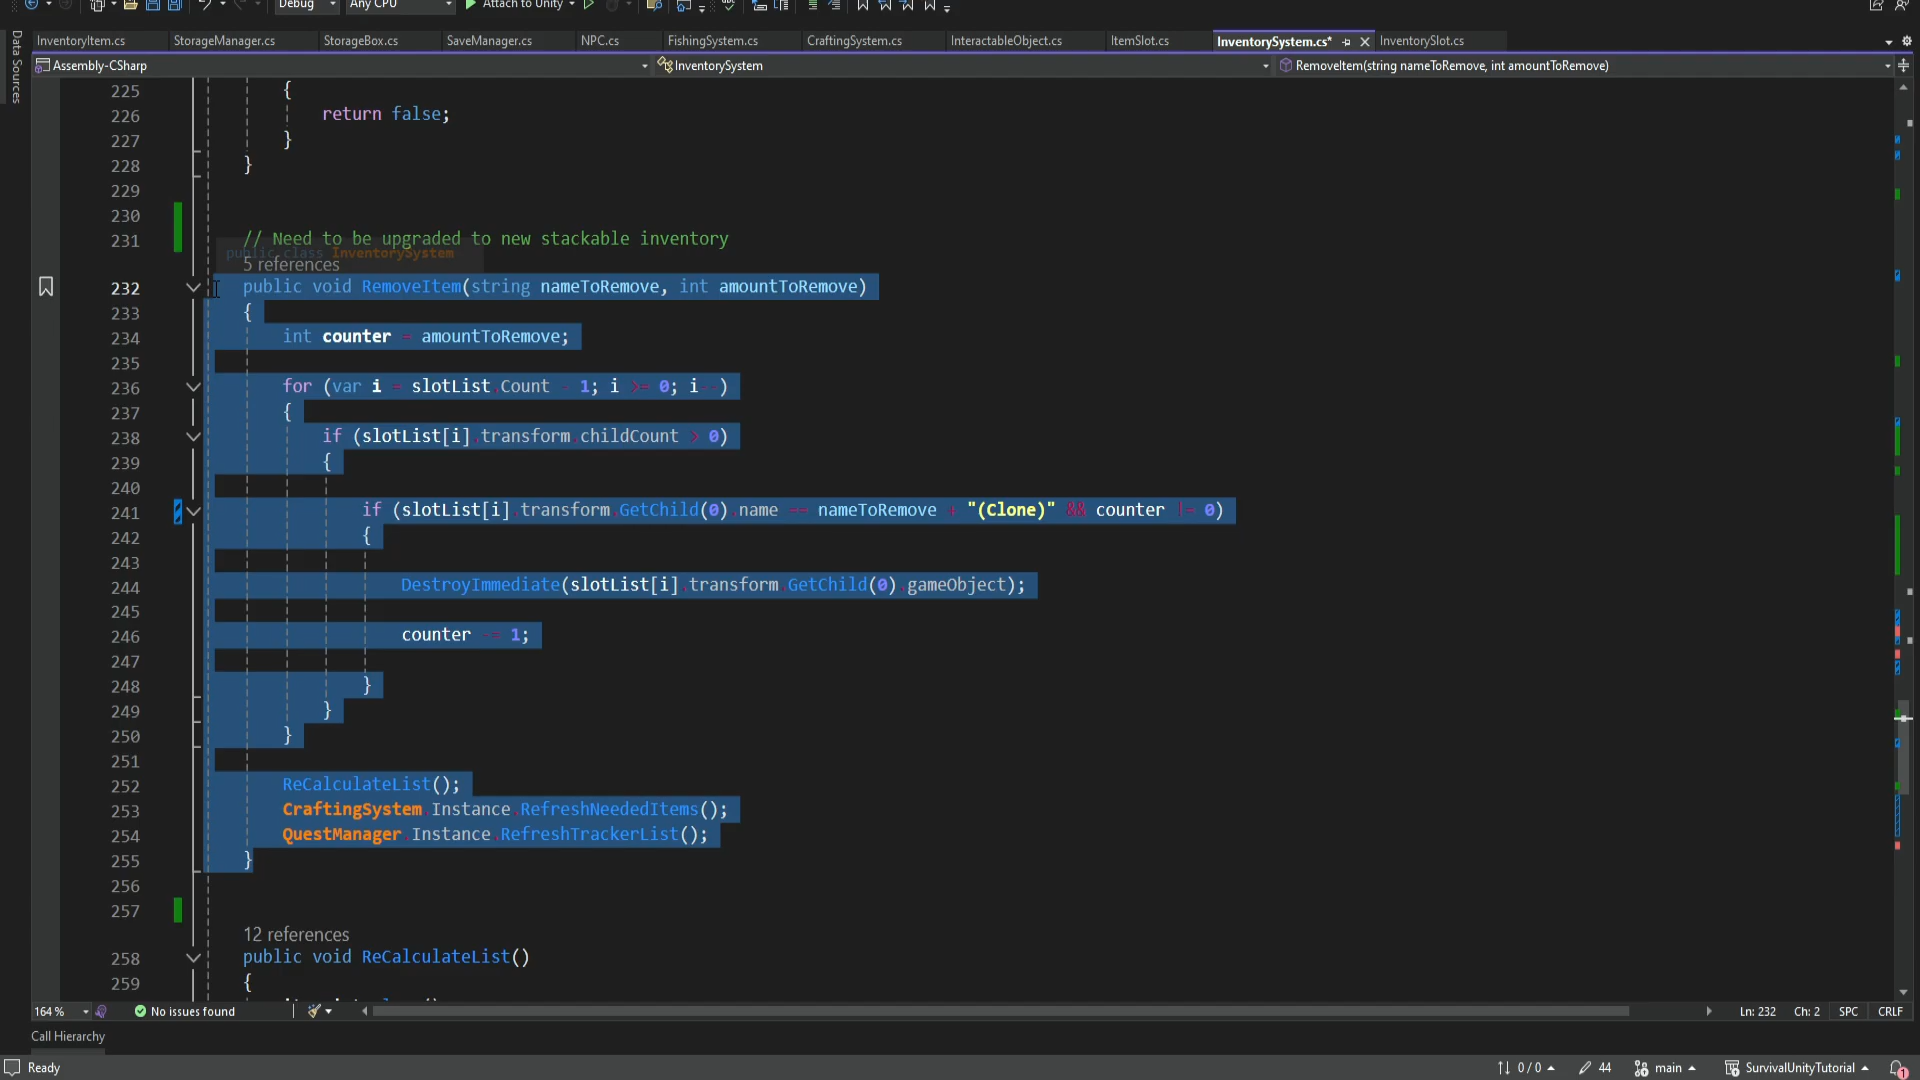 Debug Any CPU Attach to Unity
InventoryItem.cs StorageManager.cs StorageBox.cs SaveManager.cs NPC.cs FishingSystem.cs CraftingSystem.cs InteractableObject.cs ItemSlot.cs InventorySystem.cs* InventorySlot.cs
Data Sources
Assembly-CSharp InventorySystem RemoveItem(string nameToRemove, int amountToRemove)
225 {
226 return false;
227 }
228 }
229
230
231 // Need to be upgraded to new stackable inventory
public class InventorySystem
5 references
232 public void RemoveItem(string nameToRemove, int amountToRemove)
233 {
234 int counter = amountToRemove;
235
236 for (var i = slotList.Count - 1; i >= 0; i--)
237 {
238 if (slotList[i].transform.childCount > 0)
239 {
240
241 if (slotList[i].transform.GetChild(0).name == nameToRemove + "(Clone)" && counter != 0)
242 {
243
244 DestroyImmediate(slotList[i].transform.GetChild(0).gameObject);
245
246 counter -= 1;
247
248 }
249 }
250 }
251
252 ReCalculateList();
253 CraftingSystem.Instance.RefreshNeededItems();
254 QuestManager.Instance.RefreshTrackerList();
255 }
256
257
12 references
258 public void ReCalculateList()
259 {
164 % No issues found Ln: 232 Ch: 2 SPC CRLF
Call Hierarchy
Ready 0 / 0 44 main SurvivalUnityTutorial 1